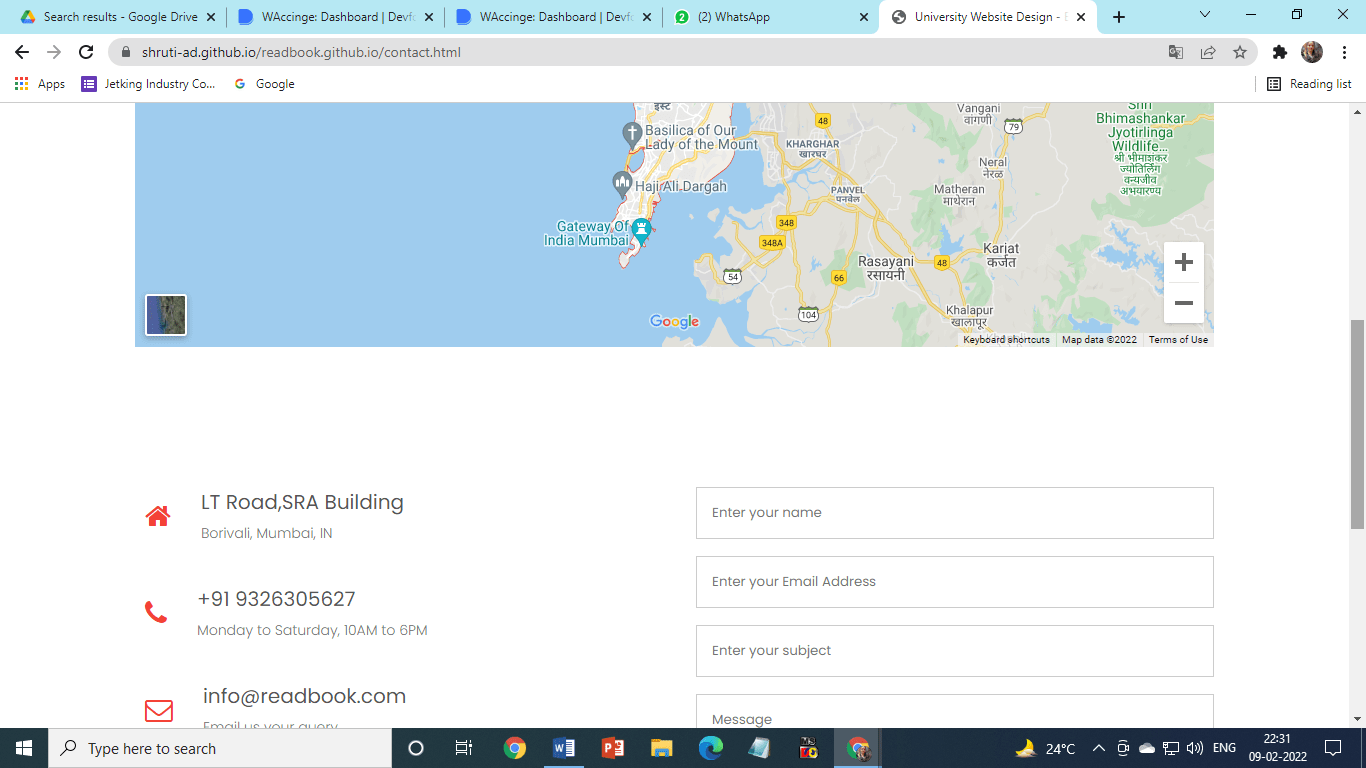 Search results - Google Drive
WAccinge: Dashboard | Devfo
WAccinge: Dashboard | Devfo
2
(2) WhatsApp
University Website Design - E
shruti-ad.github.io/readbook.github.io/contact.html
Apps
Jetking Industry Co...
Google
Reading list
इस्ट
Basilica of Our
Lady of the Mount
Haji Ali Dargah
Gateway Of
India Mumbai
48
KHARGHAR
खारघर
PANVEL
पनवेल
348
348A
54
66
104
Rasayani
रसायनी
48
Vangani
वांगणी
79
Neral
नेरळ
Matheran
माथेरान
Karjat
कर्जत
Khalapur
खालापूर
Shri
Bhimashankar
Jyotirlinga
Wildlife...
श्री भीमाशंकर
ज्योतिर्लिंग
वन्यजीव
अभयारण्य
Google
Keyboard shortcuts
Map data ©2022
Terms of Use
LT Road,SRA Building
Borivali, Mumbai, IN
+91 9326305627
Monday to Saturday, 10AM to 6PM
info@readbook.com
Email us your query
Enter your name
Enter your Email Address
Enter your subject
Message
Type here to search
24°C
ENG
22:31
09-02-2022